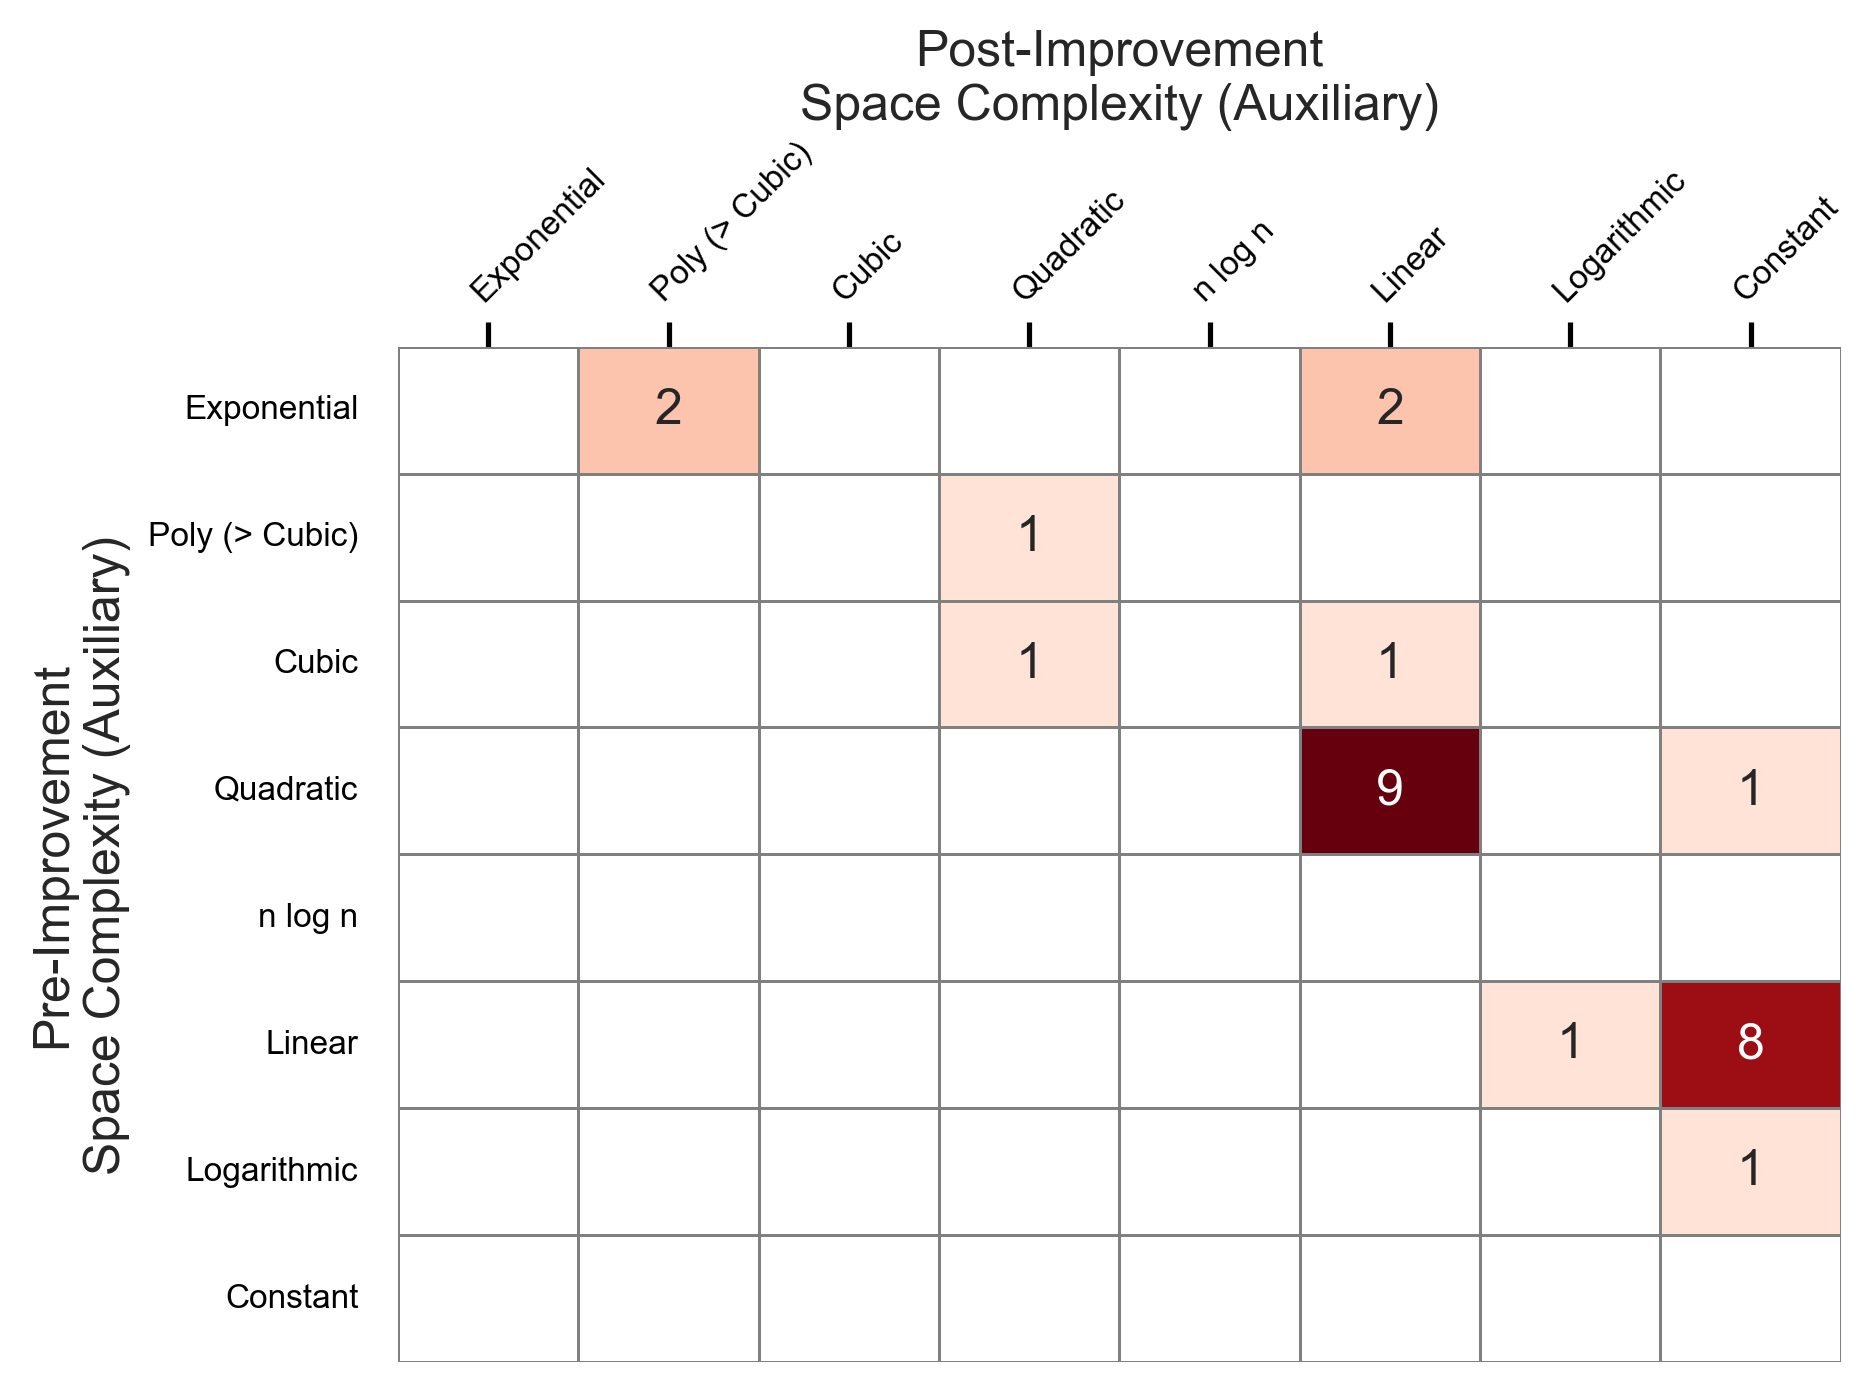 Post-Improvement
Space Complexity (Auxiliary)
Exponential
Poly (> Cubic)
Cubic
Quadratic
n log n
Linear
Logarithmic
Constant
Pre-Improvement
Space Complexity (Auxiliary)
Exponential 2 2
Poly (> Cubic) 1
Cubic 1 1
Quadratic 9 1
n log n
Linear 1 8
Logarithmic 1
Constant